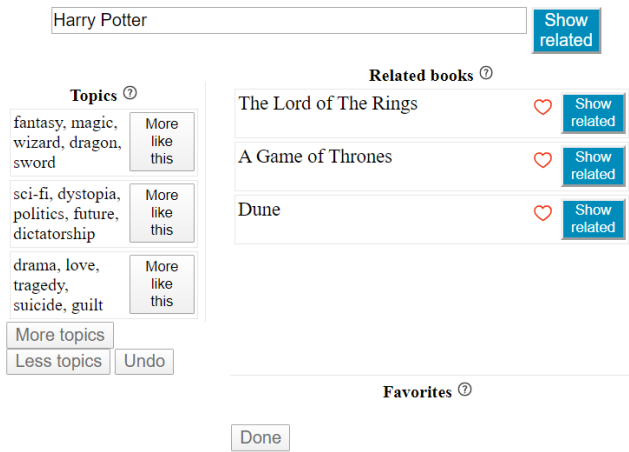 Harry Potter
Show
related
Topics ?
fantasy, magic,
wizard, dragon,
sword
More
like
this
sci-fi, dystopia,
politics, future,
dictatorship
More
like
this
drama, love,
tragedy,
suicide, guilt
More
like
this
More topics
Less topics
Undo
Related books ?
The Lord of The Rings
Show
related
A Game of Thrones
Show
related
Dune
Show
related
Favorites ?
Done